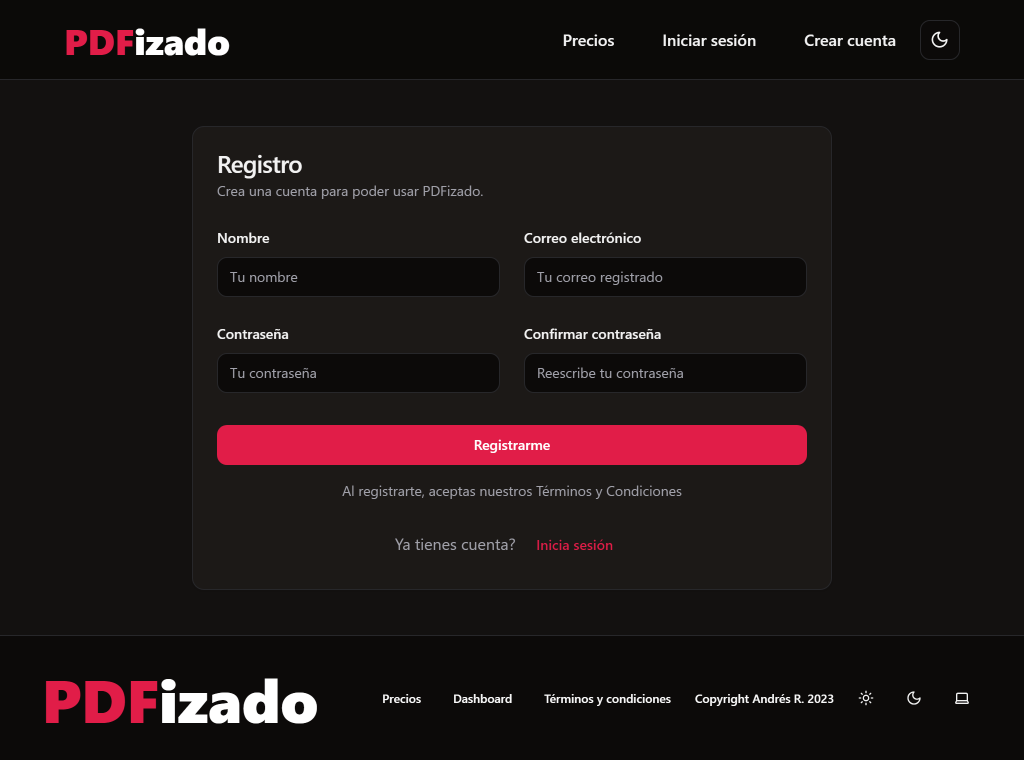 PDFizado
Precios
Iniciar sesión
Crear cuenta
Registro
Crea una cuenta para poder usar PDFizado.
Nombre
Correo electrónico
Tu nombre
Tu correo registrado
Contraseña
Confirmar contraseña
Tu contraseña
Reescribe tu contraseña
Registrarme
Al registrarte, aceptas nuestros Términos y Condiciones
Ya tienes cuenta? Inicia sesión
PDFizado
Precios
Dashboard
Términos y condiciones
Copyright Andrés R. 2023